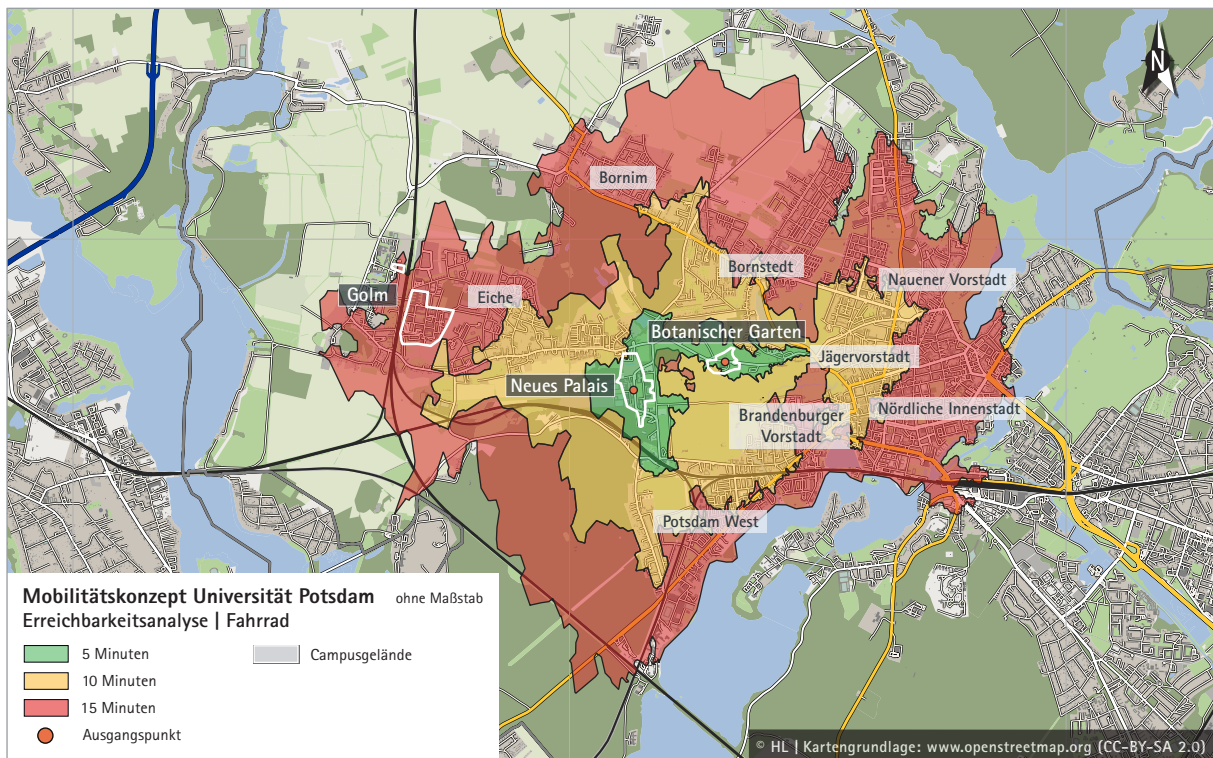 N
Bornim
Bornstedt
Nauener Vorstadt
Golm
Eiche
Botanischer Garten
Jägervorstadt
Neues Palais
Brandenburger
Vorstadt
Nördliche Innenstadt
Potsdam West
Mobilitätskonzept Universität Potsdam ohne Maßstab
Erreichbarkeitsanalyse | Fahrrad
5 Minuten
Campusgelände
10 Minuten
15 Minuten
Ausgangspunkt
© HL | Kartengrundlage: www.openstreetmap.org (CC-BY-SA 2.0)